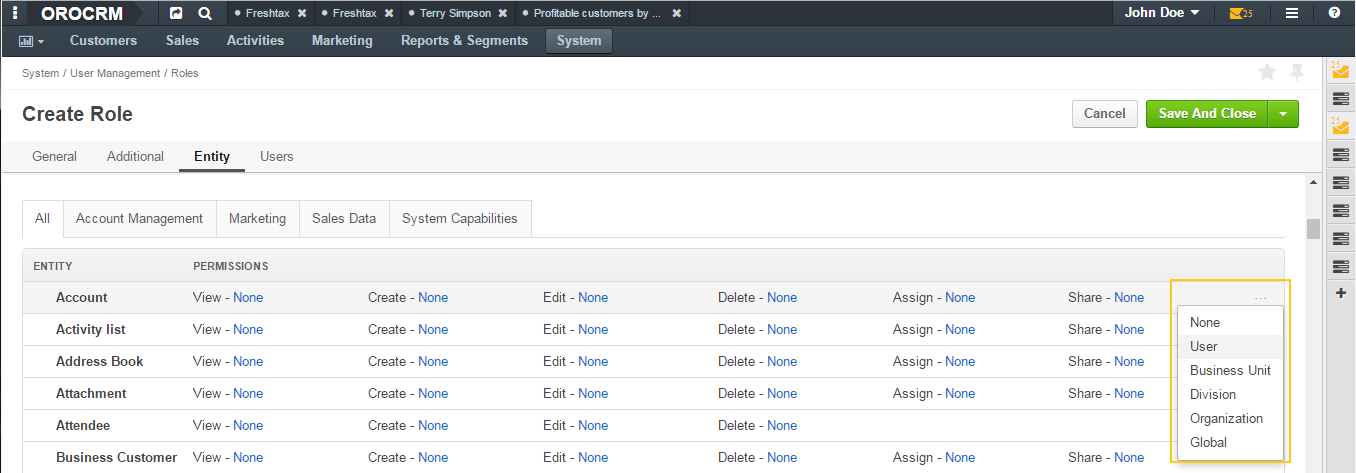 OROCRM Freshtax Freshtax Terry Simpson Profitable customers by ... John Doe 25
Customers Sales Activities Marketing Reports & Segments System
System / User Management / Roles
25
Create Role Cancel Save And Close
25
General Additional Entity Users
All Account Management Marketing Sales Data System Capabilities
ENTITY PERMISSIONS
Account View - None Create - None Edit - None Delete - None Assign - None Share - None ...
None
Activity list View - None Create - None Edit - None Delete - None Assign - None Share - None
User
Address Book View - None Create - None Edit - None Delete - None Assign - None Share - None
Business Unit
Attachment View - None Create - None Edit - None Delete - None Assign - None Share - None
Division
Organization
Attendee View - None Create - None Edit - None Delete - None
Global
Business Customer View - None Create - None Edit - None Delete - None Assign - None Share - None